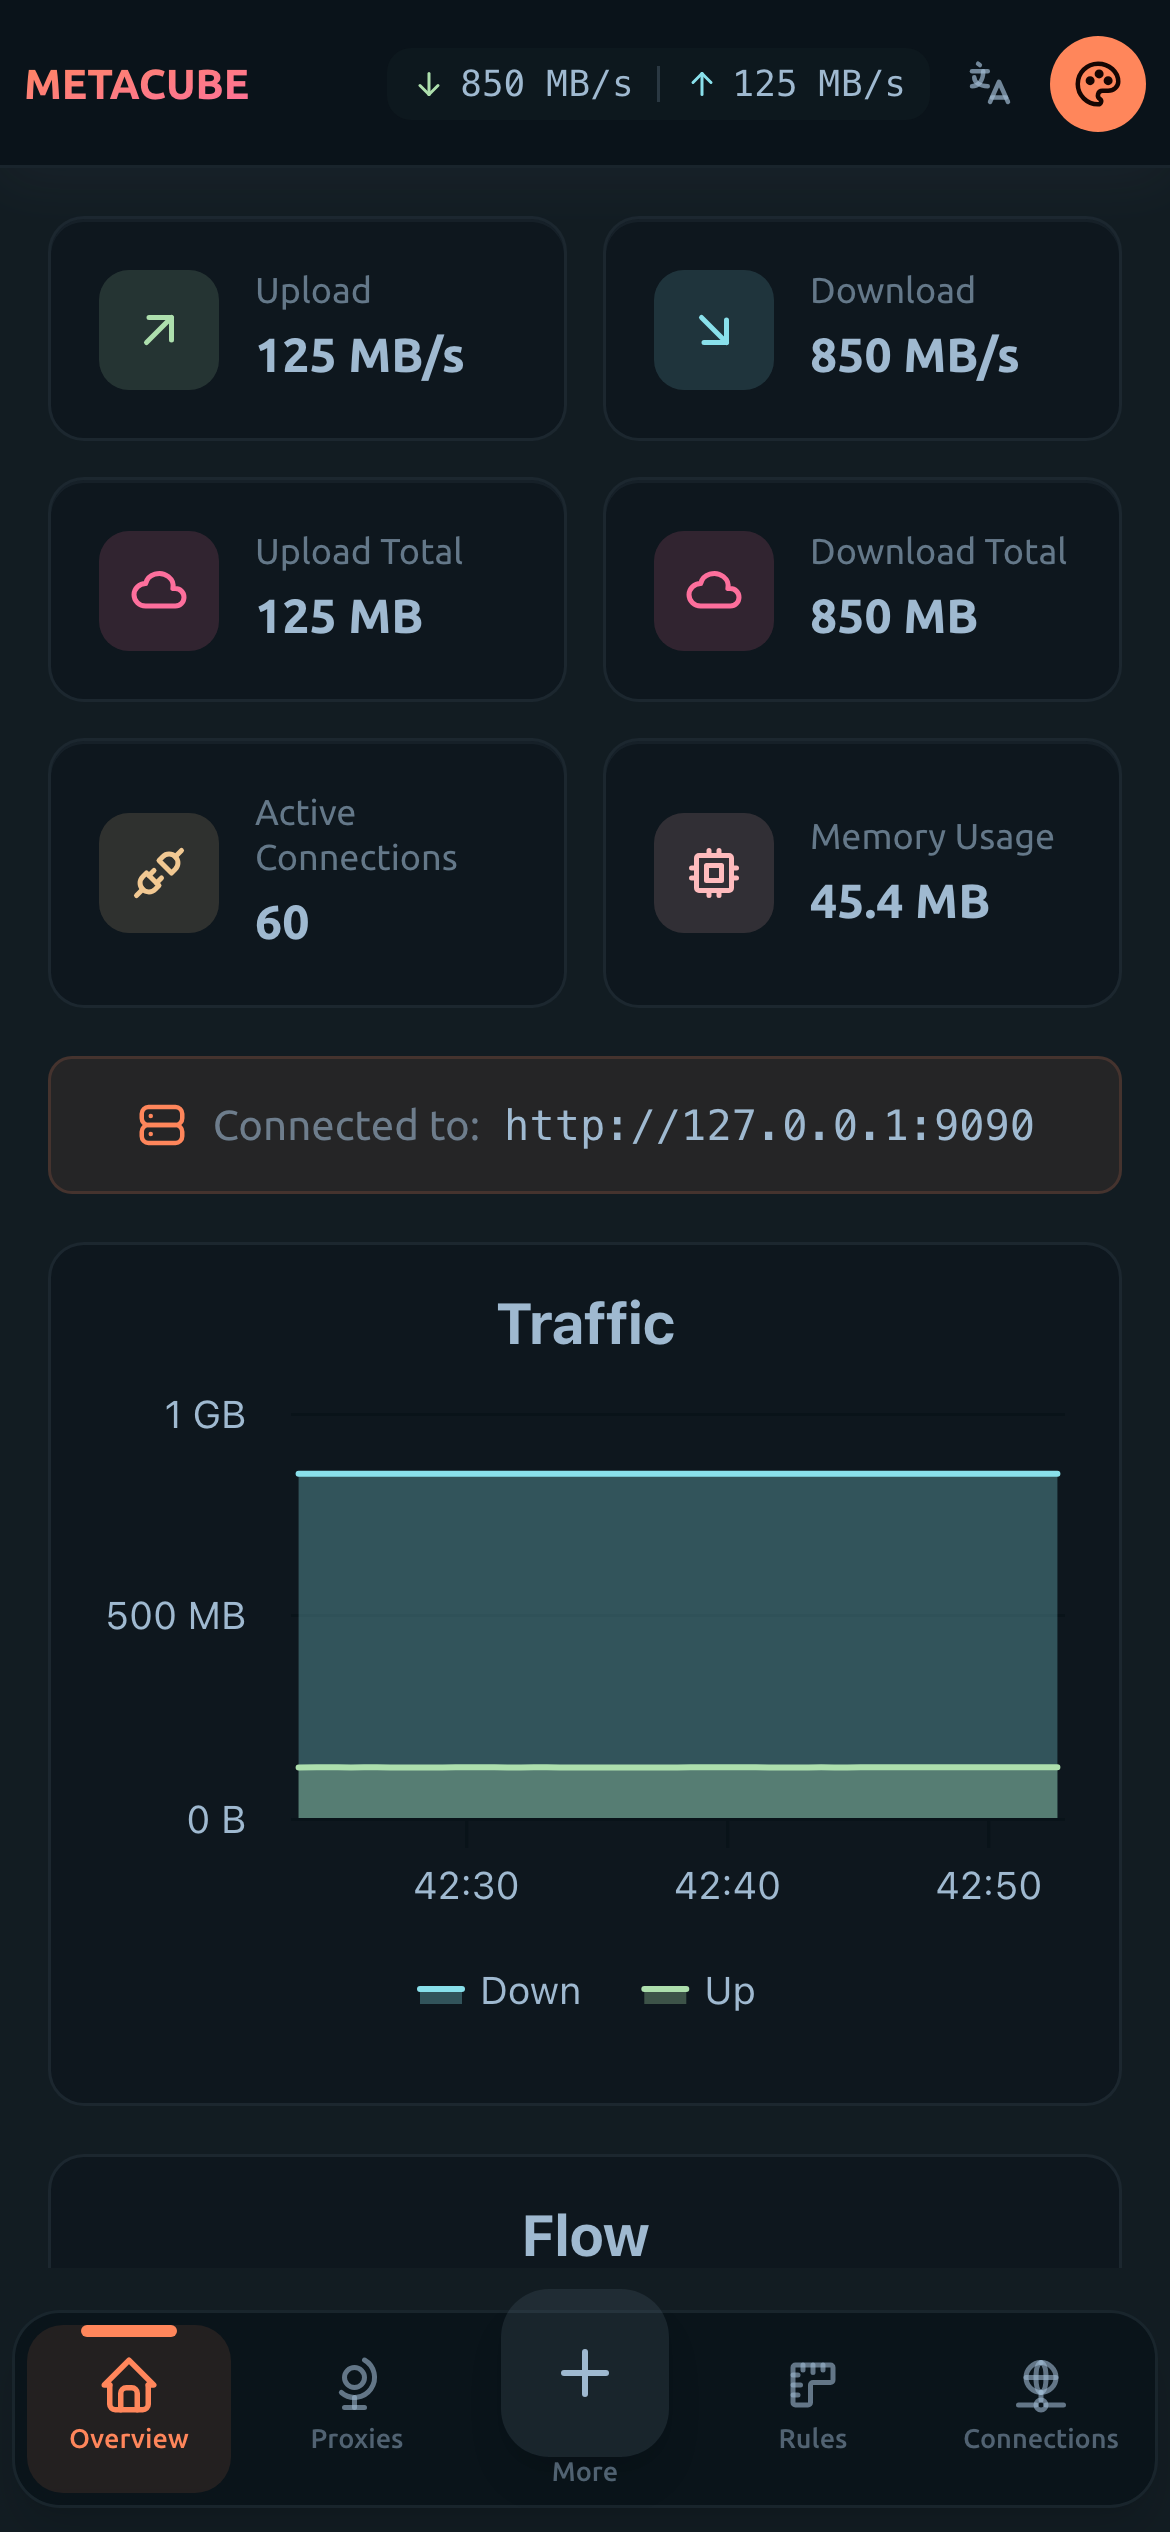 METACUBE
850 MB/s
125 MB/s
Upload
125 MB/s
Download
850 MB/s
Upload Total
125 MB
Download Total
850 MB
Active
Connections
60
Memory Usage
45.4 MB
Connected to: http://127.0.0.1:9090
Traffic
1 GB
500 MB
0 B
42:30
42:40
42:50
Down
Up
Flow
Overview
Proxies
More
Rules
Connections